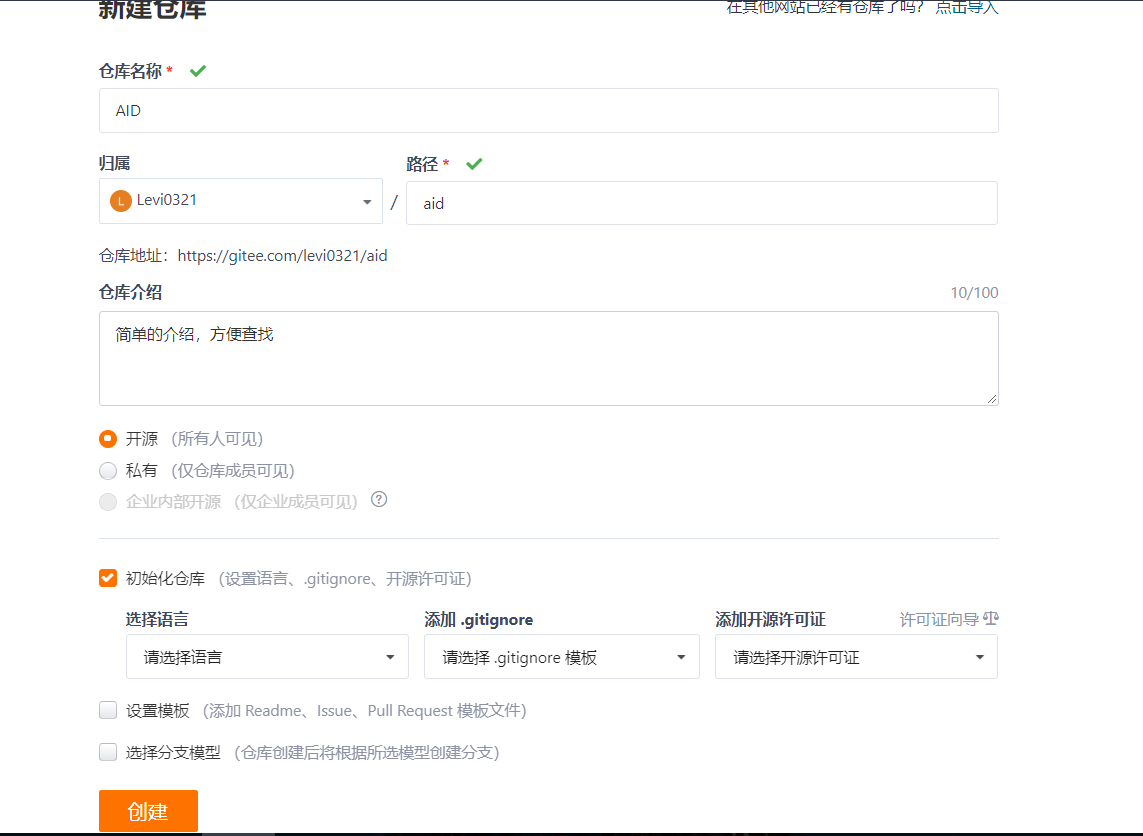 新建仓库
在其他网站已经有仓库了吗? 点击导入
仓库名称 *
AID
归属
路径 *
L Levi0321
/
aid
仓库地址：https://gitee.com/levi0321/aid
仓库介绍
10/100
简单的介绍，方便查找
开源 （所有人可见）
私有 （仅仓库成员可见）
企业内部开源 （仅企业成员可见） ?
初始化仓库 （设置语言、.gitignore、开源许可证）
选择语言
添加 .gitignore
添加开源许可证
许可证向导
请选择语言
请选择 .gitignore 模板
请选择开源许可证
设置模板 （添加 Readme、Issue、Pull Request 模板文件）
选择分支模型 （仓库创建后将根据所选模型创建分支）
创建